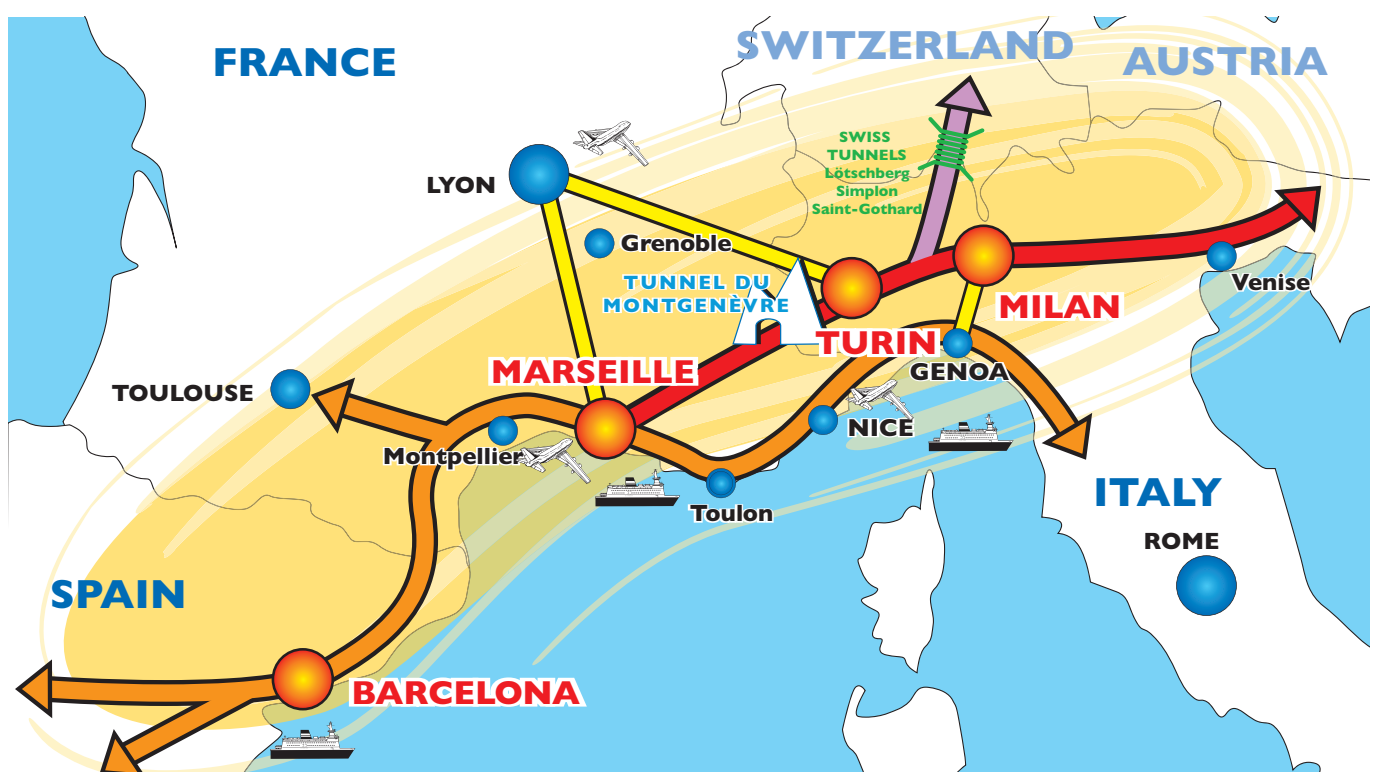 FRANCE
SWITZERLAND
AUSTRIA
SWISS
TUNNELS
Lötschberg
Simplon
Saint-Gothard
LYON
Grenoble
TUNNEL DU
MONTGENÈVRE
Venise
MILAN
TURIN
MARSEILLE
GENOA
TOULOUSE
NICE
Montpellier
Toulon
ITALY
ROME
SPAIN
BARCELONA